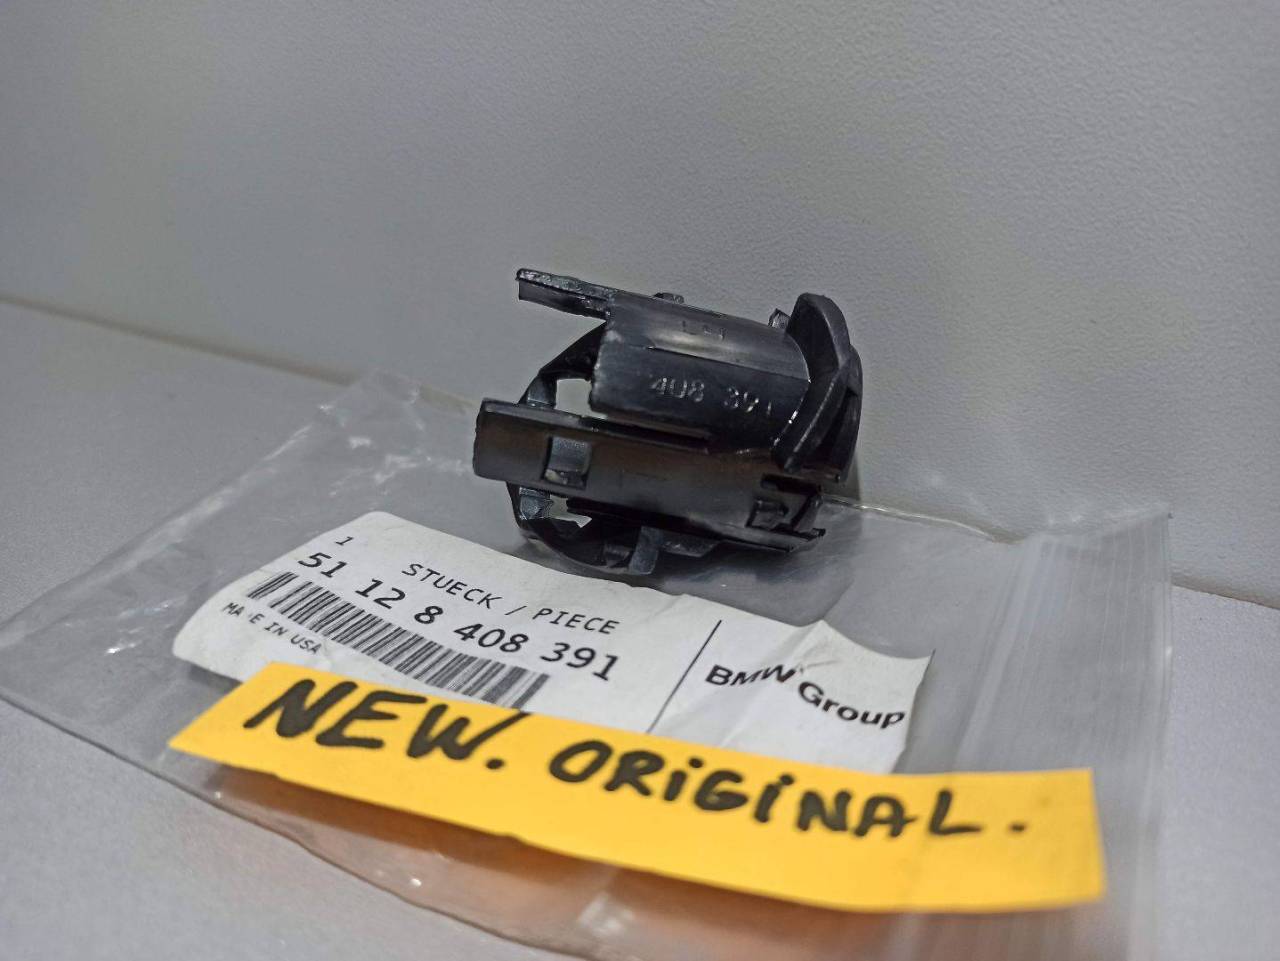 408 391
1 STUECK / PIECE
51 12 8 408 391
MADE IN USA
BMW Group
NEW. ORIGINAL.